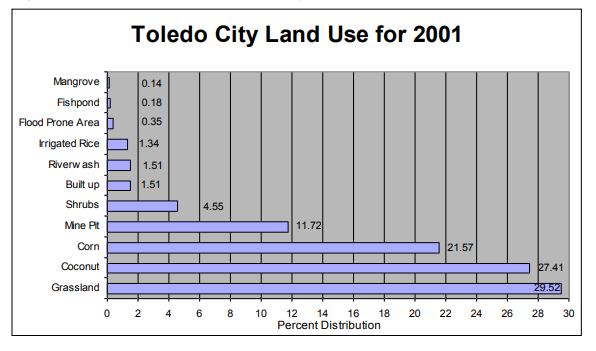 Toledo City Land Use for 2001
Mangrove 0.14
Fishpond 0.18
Flood Prone Area 0.35
Irrigated Rice 1.34
Riverwash 1.51
Built up 1.51
Shrubs 4.55
Mine Pit 11.72
Corn 21.57
Coconut 27.41
Grassland 29.52
0 2 4 6 8 10 12 14 16 18 20 22 24 26 28 30
Percent Distribution